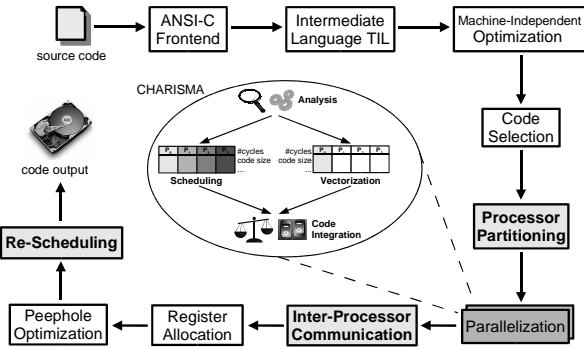 source code
ANSI-C
Frontend
Intermediate
Language TIL
Machine-Independent
Optimization
Code
Selection
Processor
Partitioning
Parallelization
Inter-Processor
Communication
Register
Allocation
Peephole
Optimization
Re-Scheduling
code output
CHARISMA
Analysis
#cycles
code size
...
Scheduling
#cycles
code size
...
Vectorization
Code
Integration